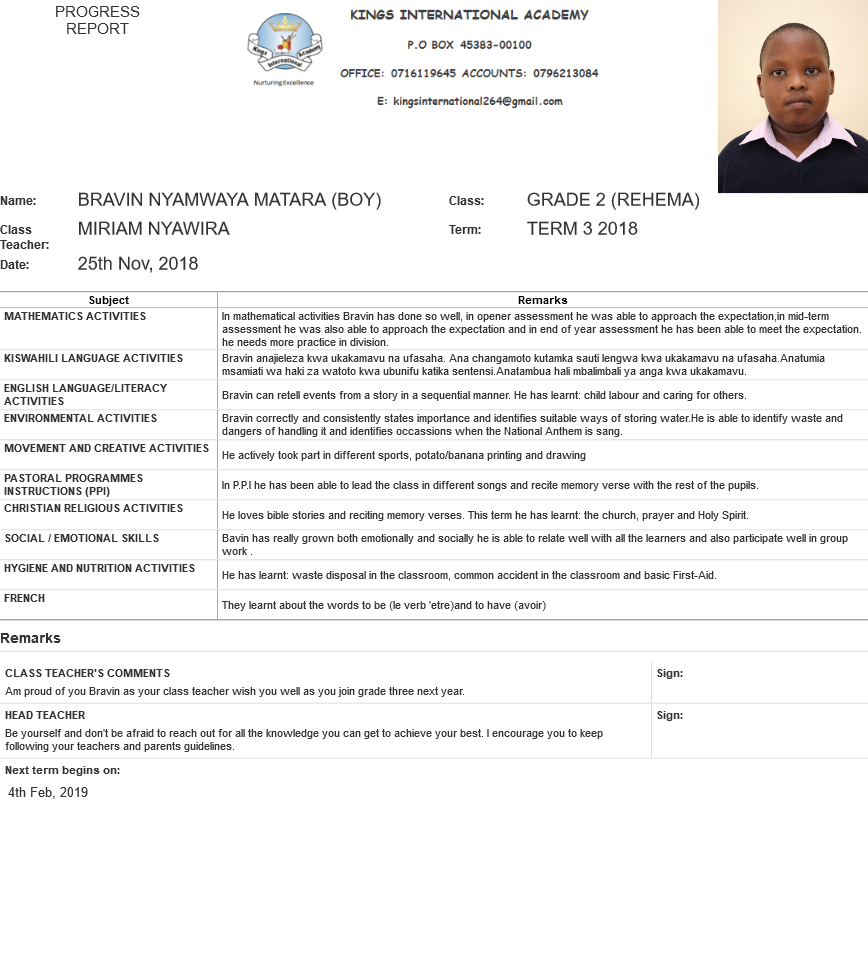 PROGRESS
REPORT
KINGS INTERNATIONAL ACADEMY
P.O BOX 45383-00100
OFFICE: 0716119645 ACCOUNTS: 0796213084
E: kingsinternational264@gmail.com
Kings International Academy
Nurturing Excellence
Name: BRAVIN NYAMWAYA MATARA (BOY) Class: GRADE 2 (REHEMA)
Class Teacher: MIRIAM NYAWIRA Term: TERM 3 2018
Date: 25th Nov, 2018
Subject Remarks
MATHEMATICS ACTIVITIES
In mathematical activities Bravin has done so well, in opener assessment he was able to approach the expectation,in mid-term
assessment he was also able to approach the expectation and in end of year assessment he has been able to meet the expectation.
he needs more practice in division.
KISWAHILI LANGUAGE ACTIVITIES
Bravin anajieleza kwa ukakamavu na ufasaha. Ana changamoto kutamka sauti lengwa kwa ukakamavu na ufasaha.Anatumia
msamiati wa haki za watoto kwa ubunifu katika sentensi.Anatambua hali mbalimbali ya anga kwa ukakamavu.
ENGLISH LANGUAGE/LITERACY
ACTIVITIES
Bravin can retell events from a story in a sequential manner. He has learnt: child labour and caring for others.
ENVIRONMENTAL ACTIVITIES
Bravin correctly and consistently states importance and identifies suitable ways of storing water.He is able to identify waste and
dangers of handling it and identifies occassions when the National Anthem is sang.
MOVEMENT AND CREATIVE ACTIVITIES
He actively took part in different sports, potato/banana printing and drawing
PASTORAL PROGRAMMES
INSTRUCTIONS (PPI)
In P.P.I he has been able to lead the class in different songs and recite memory verse with the rest of the pupils.
CHRISTIAN RELIGIOUS ACTIVITIES
He loves bible stories and reciting memory verses. This term he has learnt: the church, prayer and Holy Spirit.
SOCIAL / EMOTIONAL SKILLS
Bavin has really grown both emotionally and socially he is able to relate well with all the learners and also participate well in group
work .
HYGIENE AND NUTRITION ACTIVITIES
He has learnt: waste disposal in the classroom, common accident in the classroom and basic First-Aid.
FRENCH
They learnt about the words to be (le verb 'etre)and to have (avoir)
Remarks
CLASS TEACHER'S COMMENTS Sign:
Am proud of you Bravin as your class teacher wish you well as you join grade three next year.
HEAD TEACHER Sign:
Be yourself and don't be afraid to reach out for all the knowledge you can get to achieve your best. I encourage you to keep
following your teachers and parents guidelines.
Next term begins on:
4th Feb, 2019